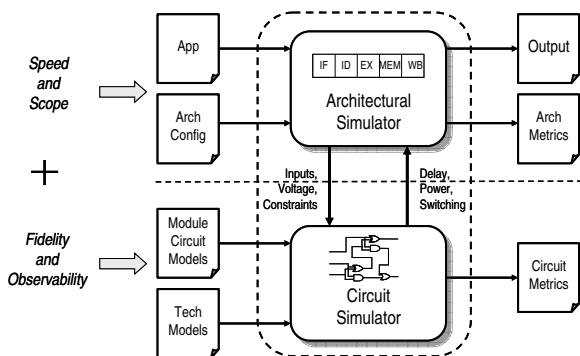 Speed
and
Scope
+
Fidelity
and
Observability
App
Arch
Config
IF ID EX MEM WB
Architectural
Simulator
Output
Arch
Metrics
Inputs,
Voltage,
Constraints
Delay,
Power,
Switching
Module
Circuit
Models
Tech
Models
Circuit
Simulator
Circuit
Metrics